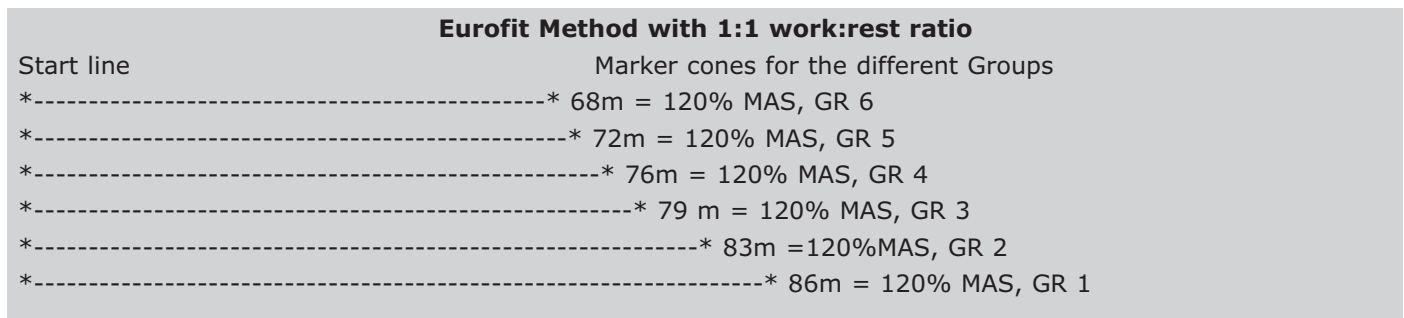 Eurofit Method with 1:1 work:rest ratio
Start line Marker cones for the different Groups
*-----------------------------------------------* 68m = 120% MAS, GR 6
*-------------------------------------------------* 72m = 120% MAS, GR 5
*----------------------------------------------------* 76m = 120% MAS, GR 4
*-------------------------------------------------------* 79 m = 120% MAS, GR 3
*-------------------------------------------------------------* 83m =120%MAS, GR 2
*-------------------------------------------------------------------* 86m = 120% MAS, GR 1